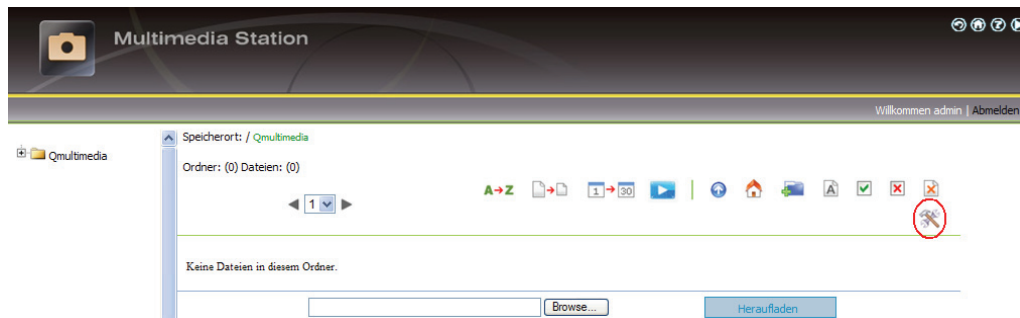 Multimedia Station
Willkommen admin | Abmelden
Qmultimedia
Speicherort: / Qmultimedia
Ordner: (0) Dateien: (0)
1
A→Z
1→30
A
Keine Dateien in diesem Ordner.
Browse...
Heraufladen